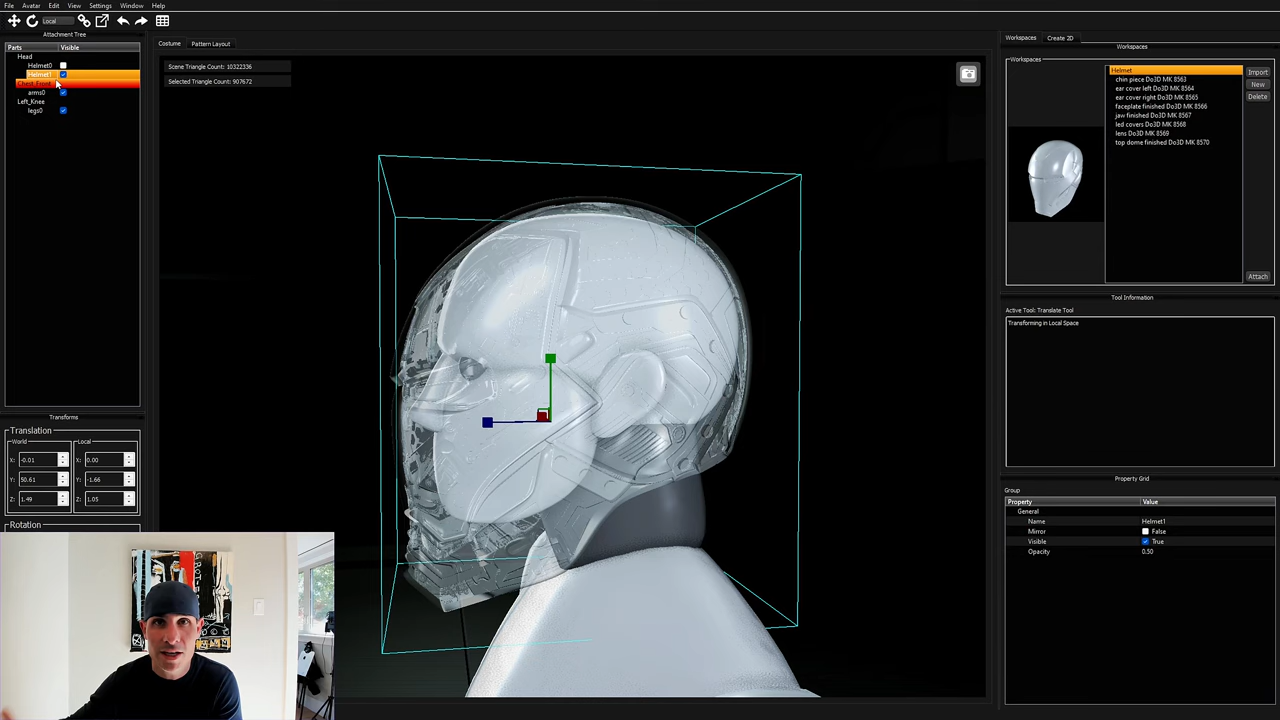 File Avatar Edit View Settings Window Help
Local
Attachment Tree
Parts Visible
Head
Helmet0
Helmet1
arms0
Left_Knee
legs0
Transforms
Translation
World Local
X: -0.01 X: 0.00
Y: 50.61 Y: -1.66
Z: 1.49 Z: 1.05
Rotation
Costume Pattern Layout
Scene Triangle Count: 10322336
Selected Triangle Count: 907672
Workspaces Create 2D
Workspaces
Workspaces
Helmet
chin piece Do3D MK 8563
ear cover left Do3D MK 8564
ear cover right Do3D MK 8565
faceplate finished Do3D MK 8566
jaw finished Do3D MK 8567
led covers Do3D MK 8568
lens Do3D MK 8569
top dome finished Do3D MK 8570
Import
New
Delete
Attach
Tool Information
Active Tool: Translate Tool
Transforming in Local Space
Property Grid
Group
Property Value
General
Name Helmet1
Mirror False
Visible True
Opacity 0.50